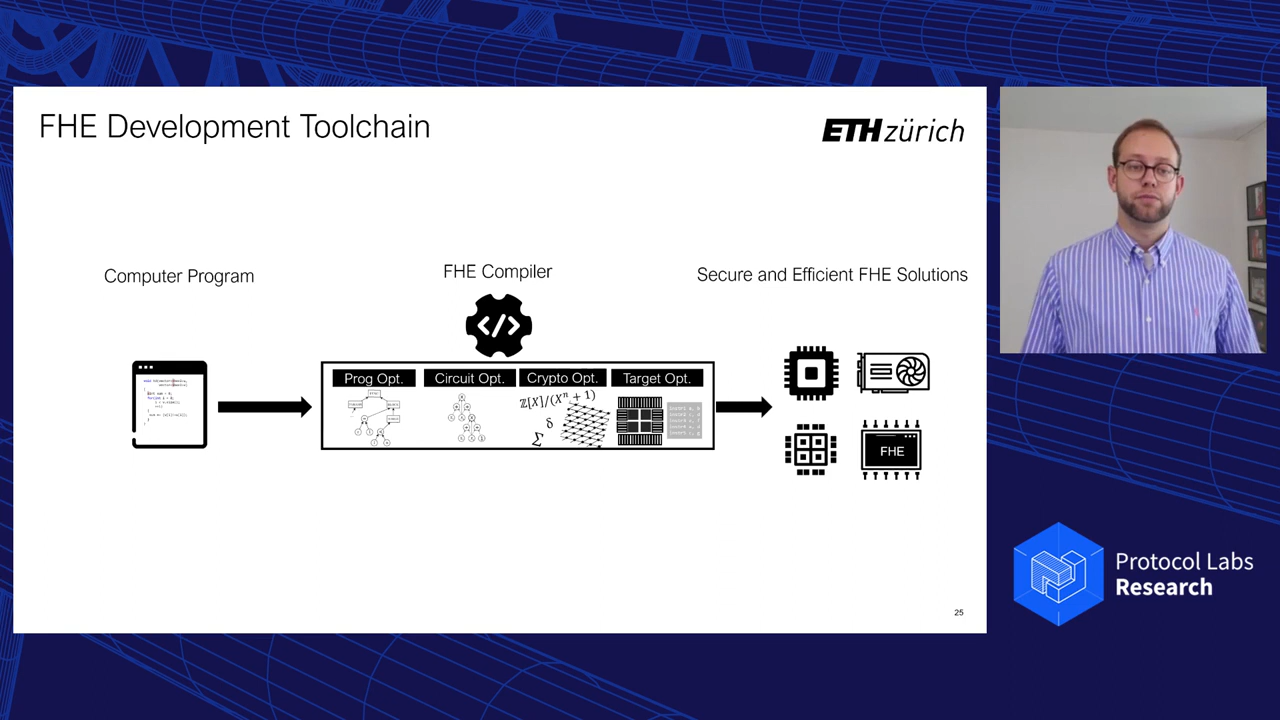 FHE Development Toolchain
ETH zürich
Computer Program
FHE Compiler
Secure and Efficient FHE Solutions
</>
Prog Opt.
Circuit Opt.
Crypto Opt.
Target Opt.
ℤ[X]/(Xⁿ + 1)
δ
Σ
FHE
25
Protocol Labs
Research